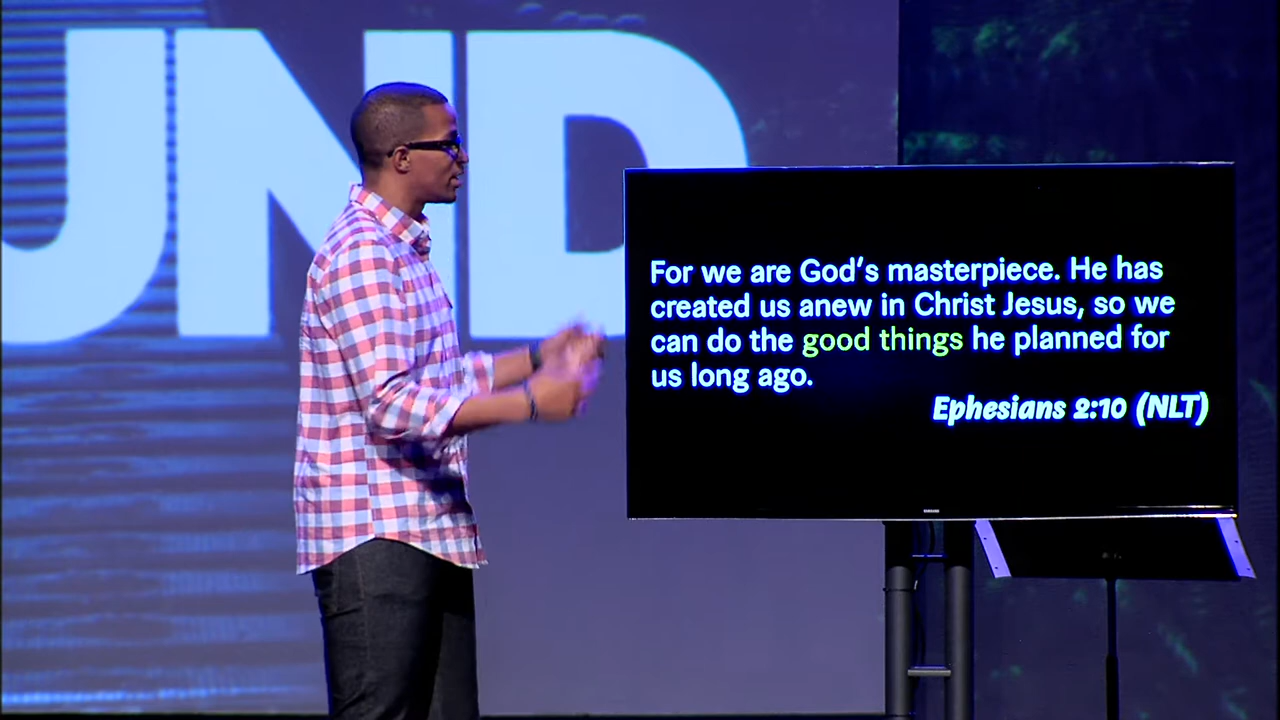 UND
For we are God's masterpiece. He has
created us anew in Christ Jesus, so we
can do the good things he planned for
us long ago.
Ephesians 2:10 (NLT)
SAMSUNG